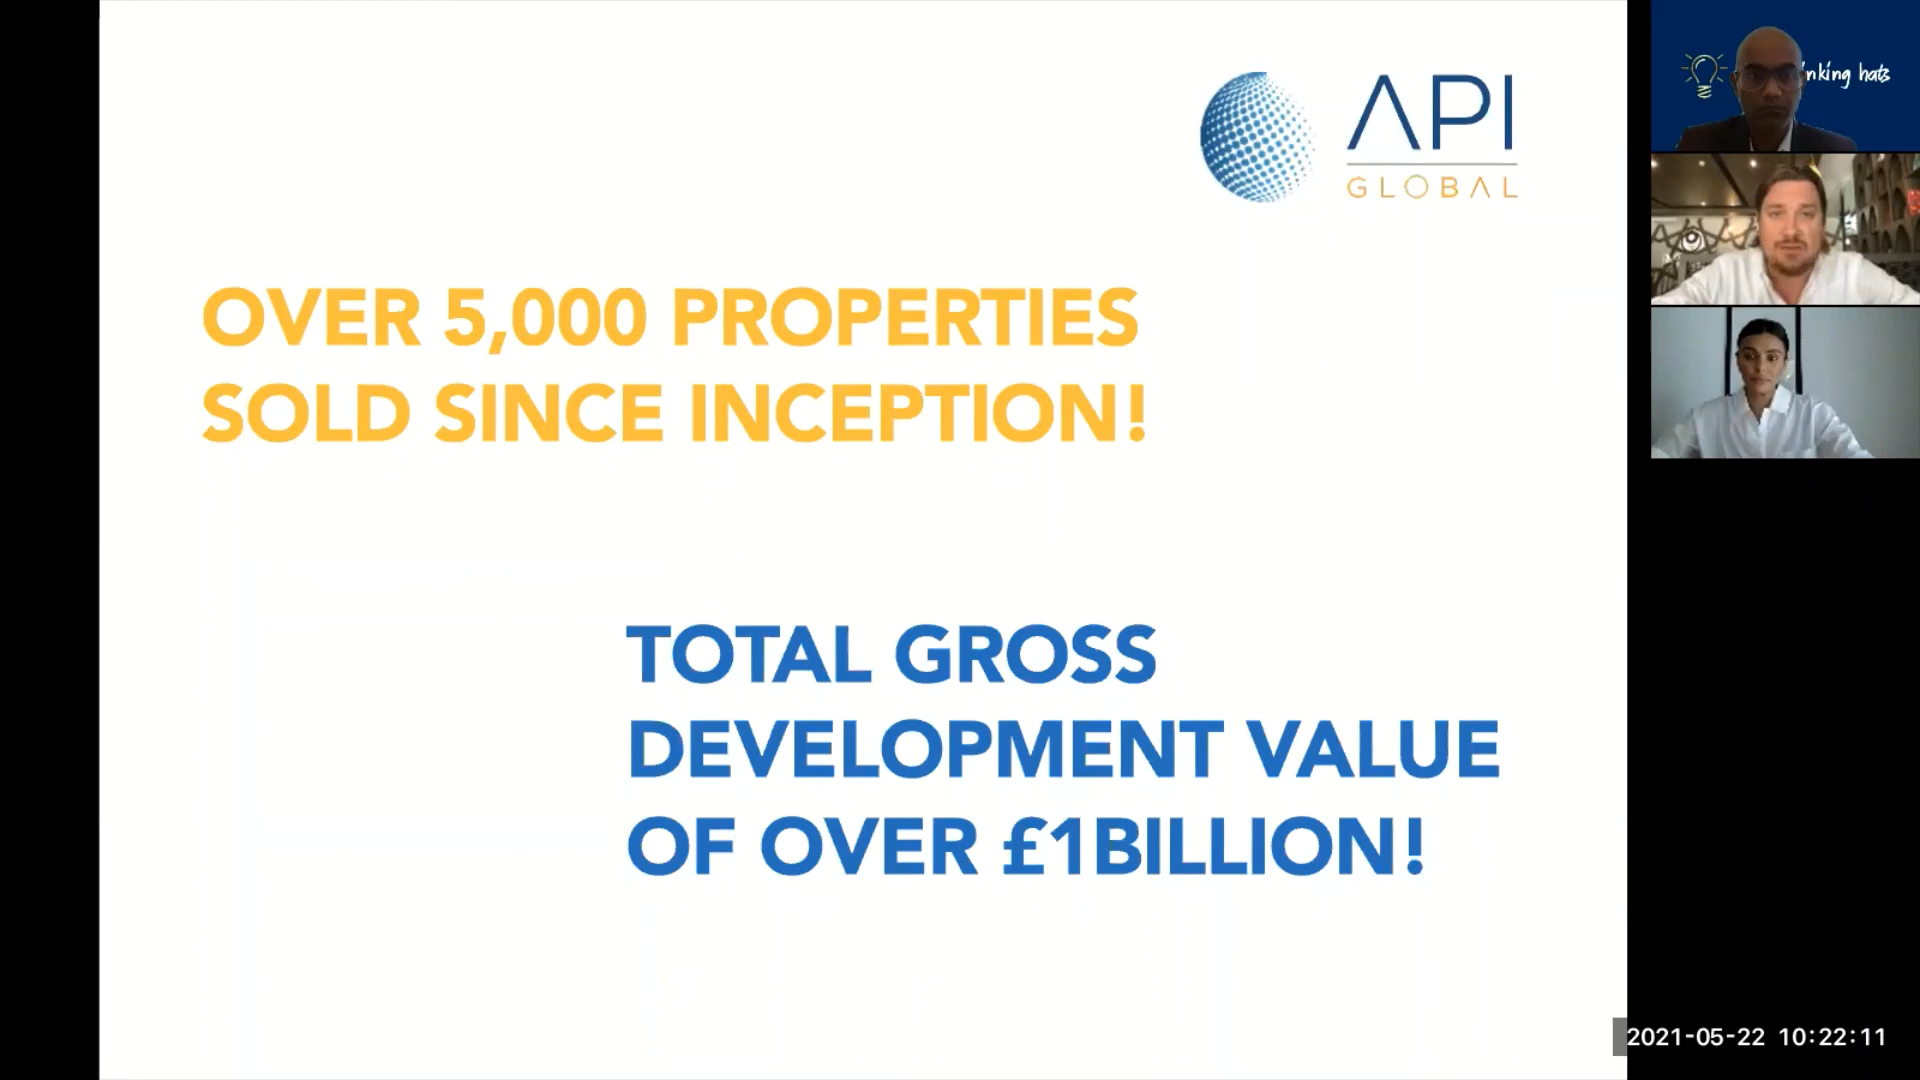 API
GLOBAL
OVER 5,000 PROPERTIES
SOLD SINCE INCEPTION!
TOTAL GROSS
DEVELOPMENT VALUE
OF OVER £1BILLION!
hats
2021-05-22 10:22:11